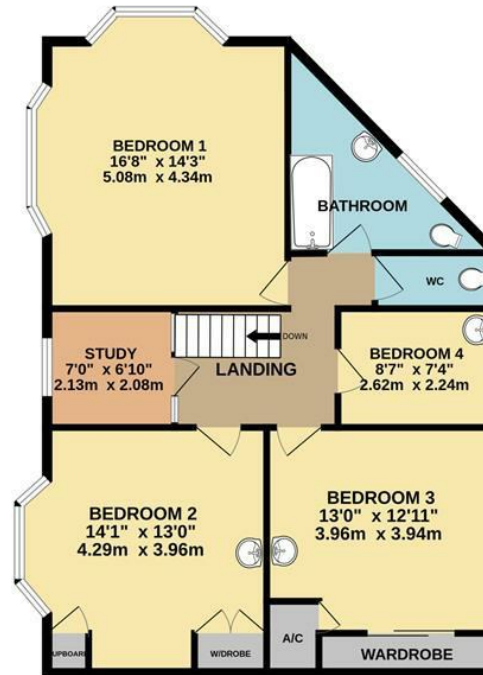 BEDROOM 1
16'8" x 14'3"
5.08m x 4.34m
BATHROOM
WC
STUDY
7'0" x 6'10"
2.13m x 2.08m
DOWN
LANDING
BEDROOM 4
8'7" x 7'4"
2.62m x 2.24m
BEDROOM 2
14'1" x 13'0"
4.29m x 3.96m
BEDROOM 3
13'0" x 12'11"
3.96m x 3.94m
UPBOARD
W/DROBE
A/C
WARDROBE